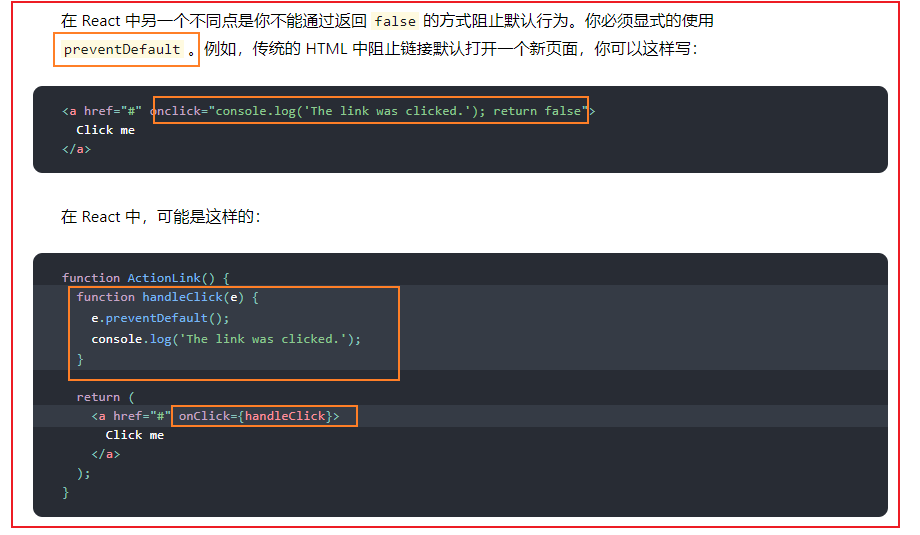 在 React 中另一个不同点是你不能通过返回 false 的方式阻止默认行为。你必须显式的使用
preventDefault 。例如，传统的 HTML 中阻止链接默认打开一个新页面，你可以这样写：
<a href="#" onclick="console.log('The link was clicked.'); return false">
Click me
</a>
在 React 中，可能是这样的：
function ActionLink() {
function handleClick(e) {
e.preventDefault();
console.log('The link was clicked.');
}
return (
<a href="#" onClick={handleClick}>
Click me
</a>
);
}